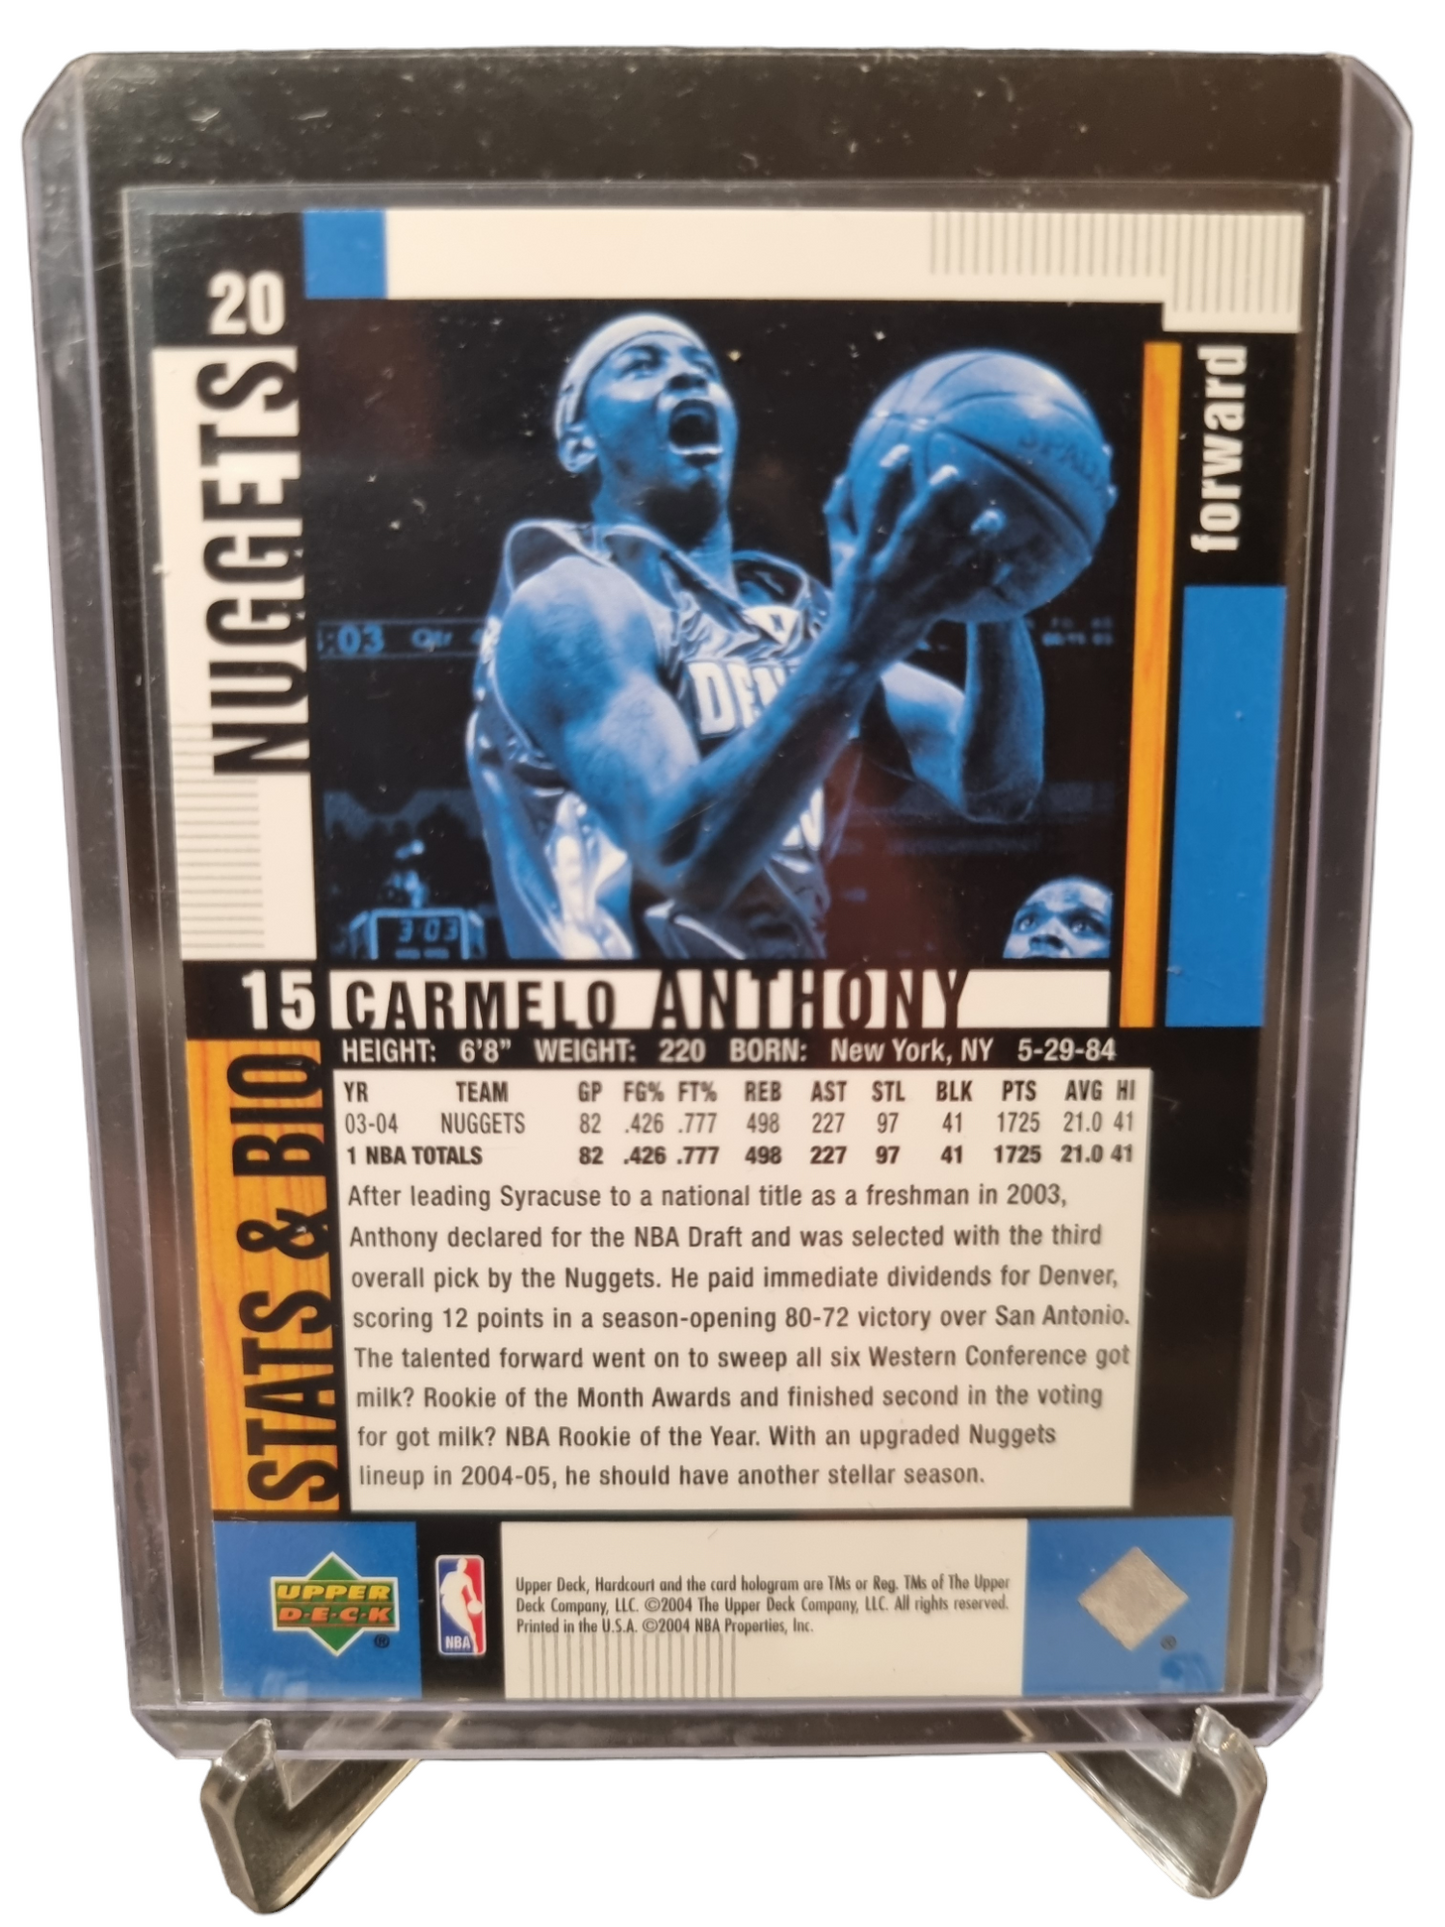 20
NUGGETS
forward
SPALD
:03 Qtr 4
DEN
3 03
15 CARMELO ANTHONY
HEIGHT: 6'8" WEIGHT: 220 BORN: New York, NY 5-29-84
STATS & BIO
YR TEAM GP FG% FT% REB AST STL BLK PTS AVG HI
03-04 NUGGETS 82 .426 .777 498 227 97 41 1725 21.0 41
1 NBA TOTALS 82 .426 .777 498 227 97 41 1725 21.0 41
After leading Syracuse to a national title as a freshman in 2003,
Anthony declared for the NBA Draft and was selected with the third
overall pick by the Nuggets. He paid immediate dividends for Denver,
scoring 12 points in a season-opening 80-72 victory over San Antonio.
The talented forward went on to sweep all six Western Conference got
milk? Rookie of the Month Awards and finished second in the voting
for got milk? NBA Rookie of the Year. With an upgraded Nuggets
lineup in 2004-05, he should have another stellar season.
UPPER
D·E·C·K
®
NBA
Upper Deck, Hardcourt and the card hologram are TMs or Reg. TMs of The Upper
Deck Company, LLC. ©2004 The Upper Deck Company, LLC. All rights reserved.
Printed in the U.S.A. ©2004 NBA Properties, Inc.
®